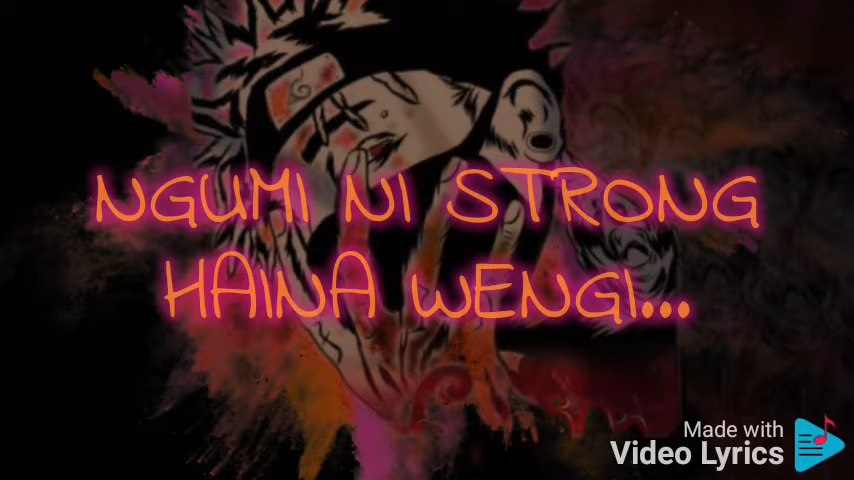 NGUMI NI STRONG
HAINA WENGI...
Made with
Video Lyrics